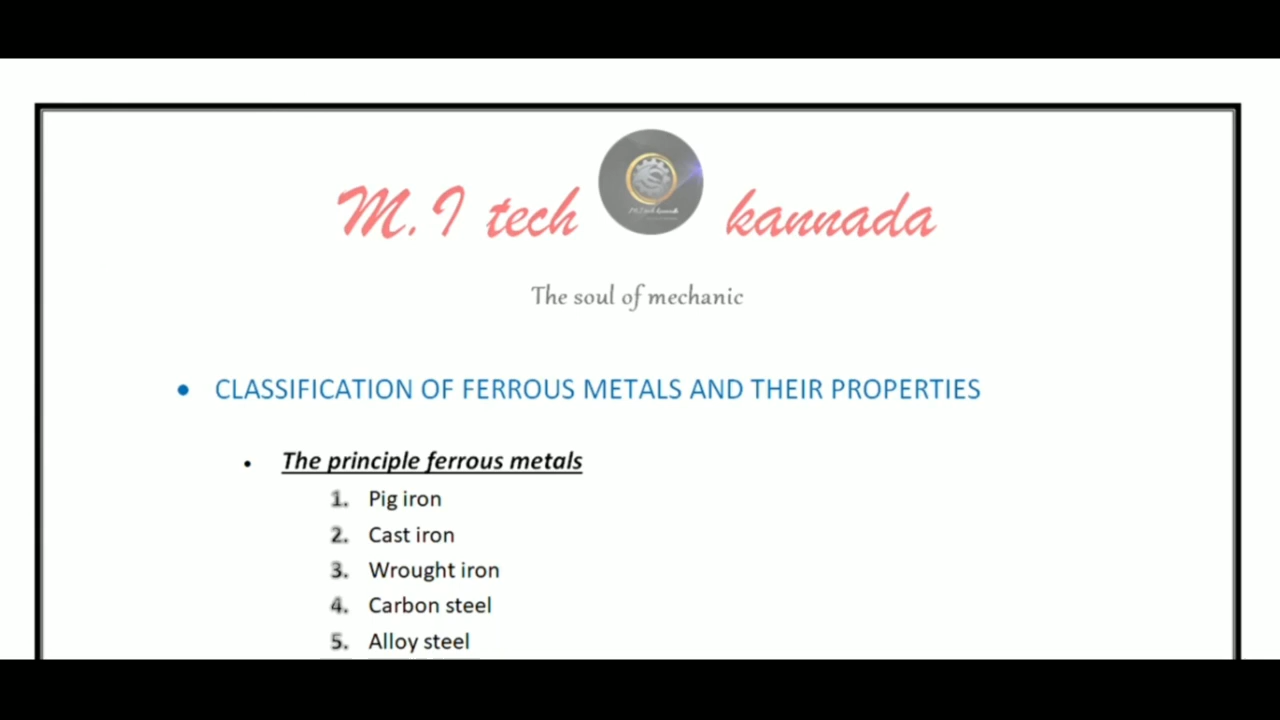 M.I tech kannada
The soul of mechanic
• CLASSIFICATION OF FERROUS METALS AND THEIR PROPERTIES
• The principle ferrous metals
1. Pig iron
2. Cast iron
3. Wrought iron
4. Carbon steel
5. Alloy steel